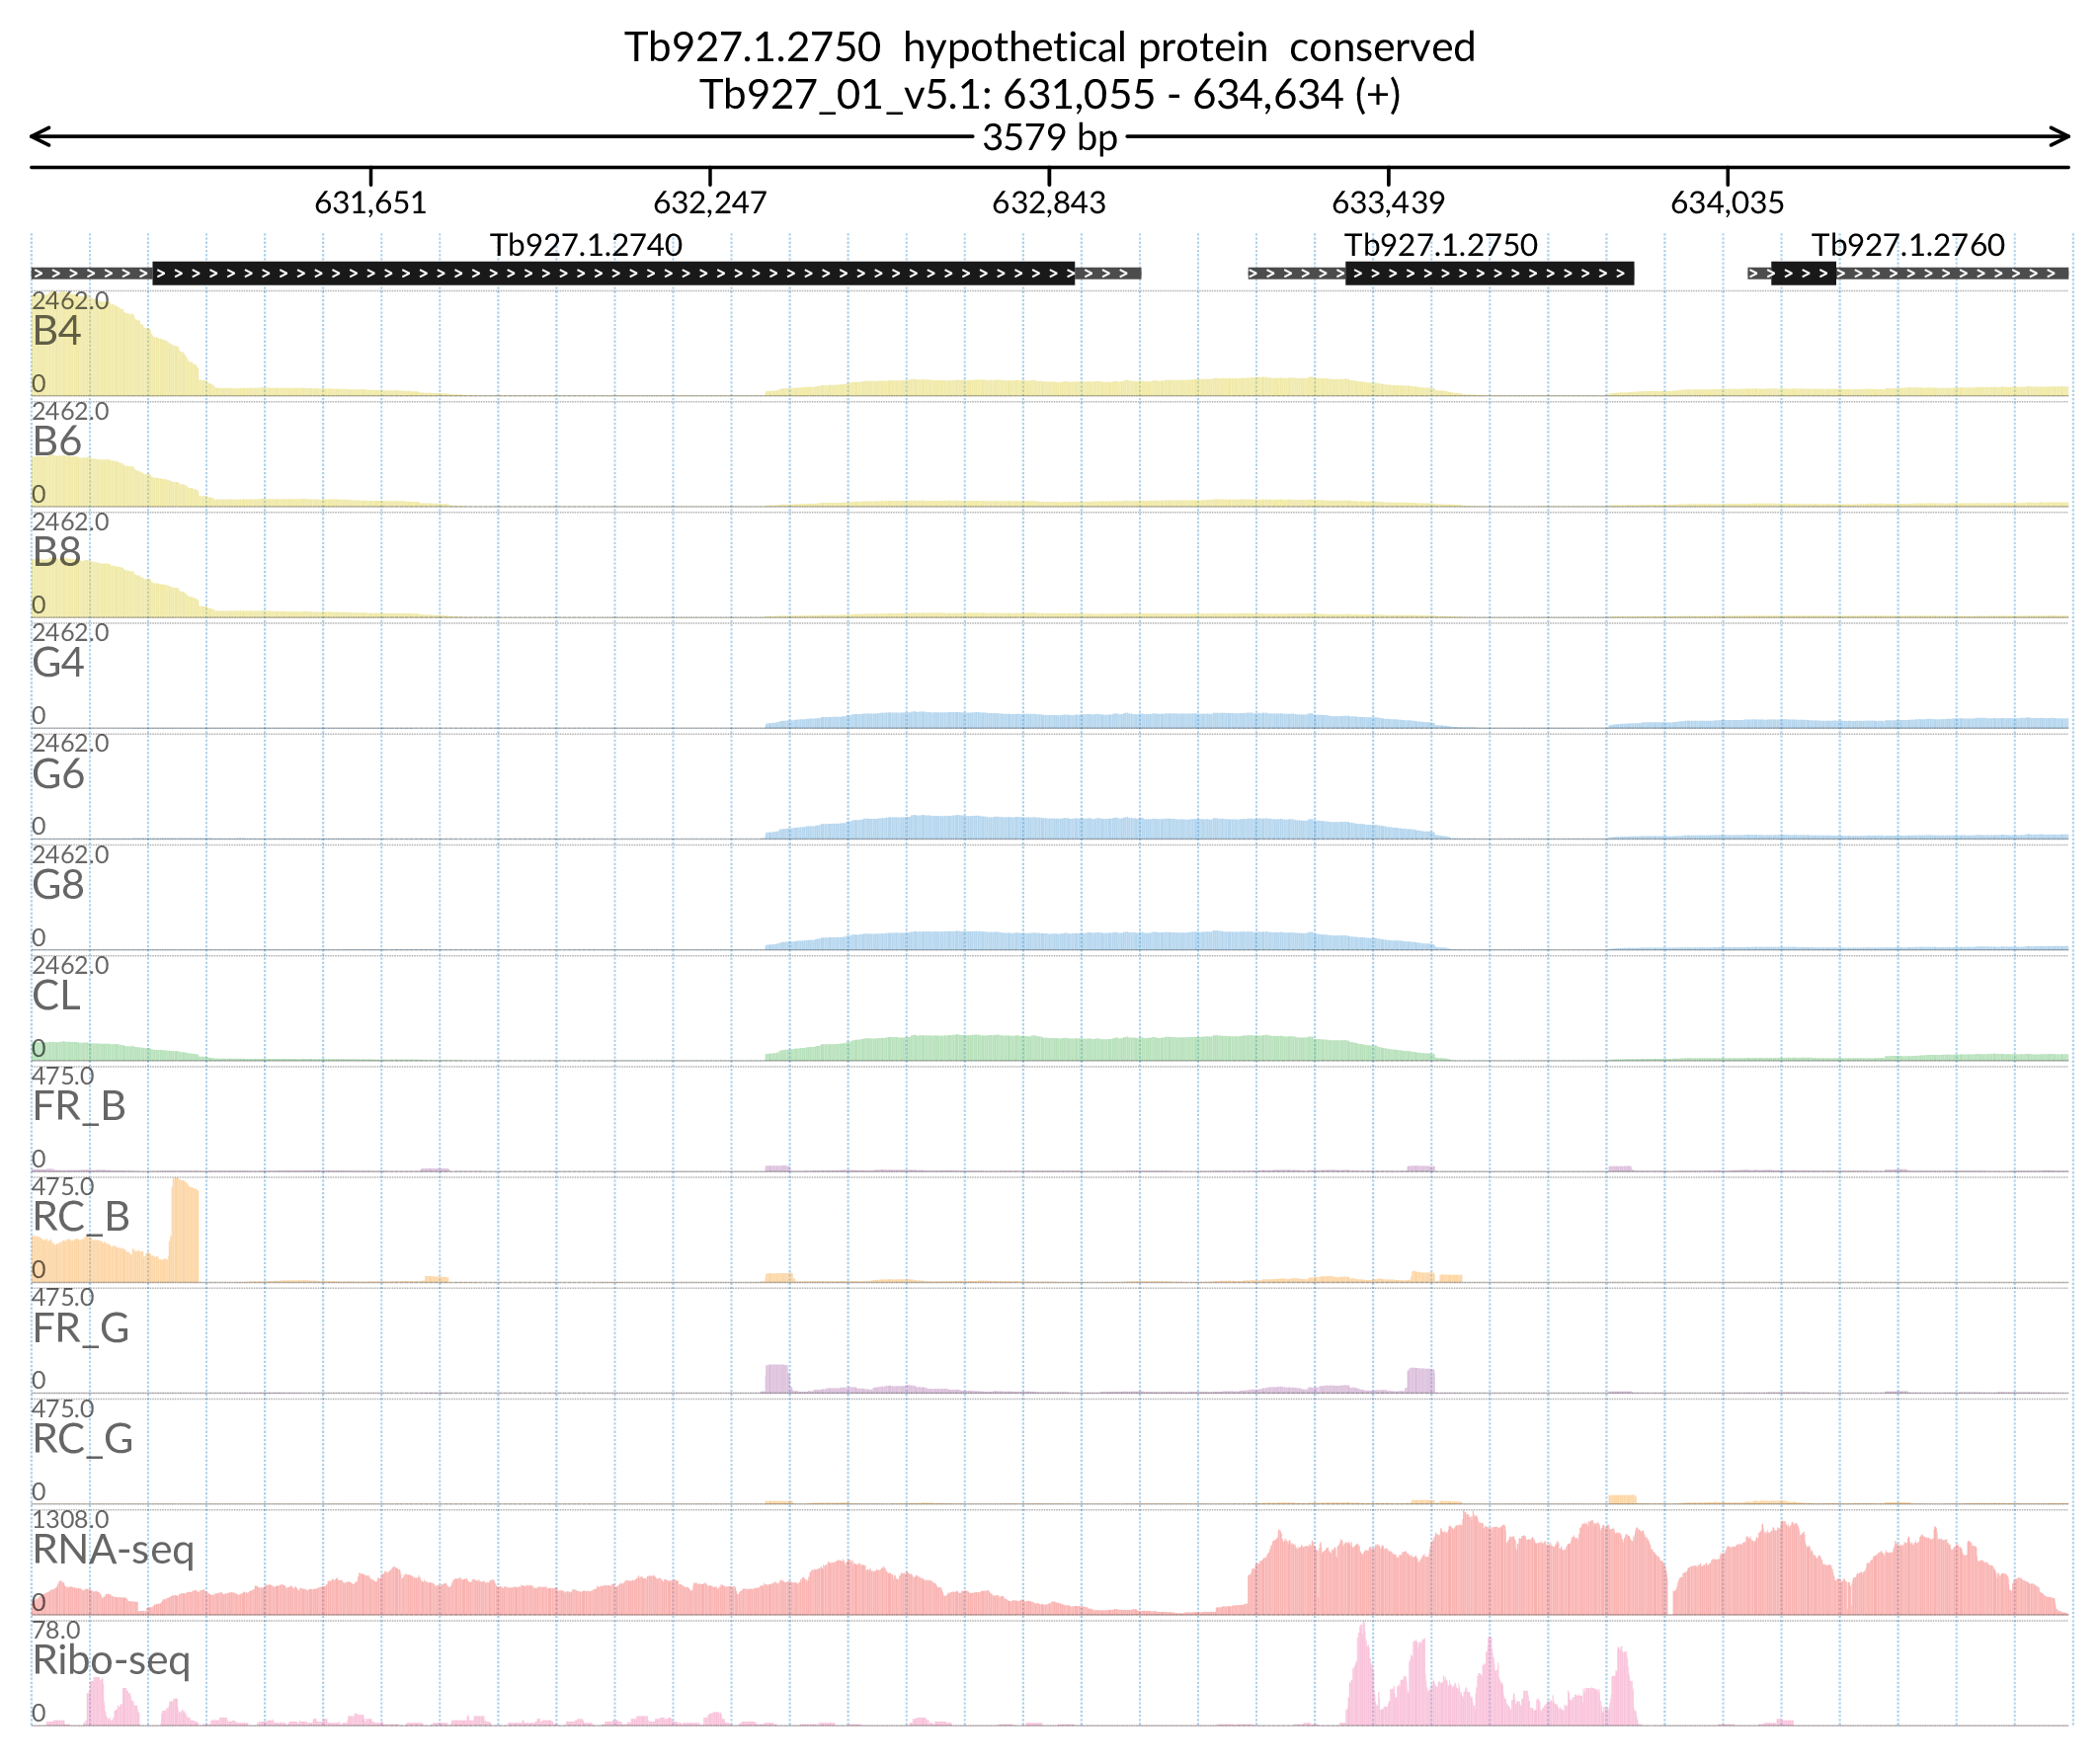 Tb927.1.2750  hypothetical protein  conserved
Tb927_01_v5.1: 631,055 - 634,634 (+)
3579 bp
631,651 632,247 632,843 633,439 634,035
Tb927.1.2740 Tb927.1.2750 Tb927.1.2760
2462.0
B4
0
2462.0
B6
0
2462.0
B8
0
2462.0
G4
0
2462.0
G6
0
2462.0
G8
0
2462.0
CL
0
475.0
FR_B
0
475.0
RC_B
0
475.0
FR_G
0
475.0
RC_G
0
1308.0
RNA-seq
0
78.0
Ribo-seq
0